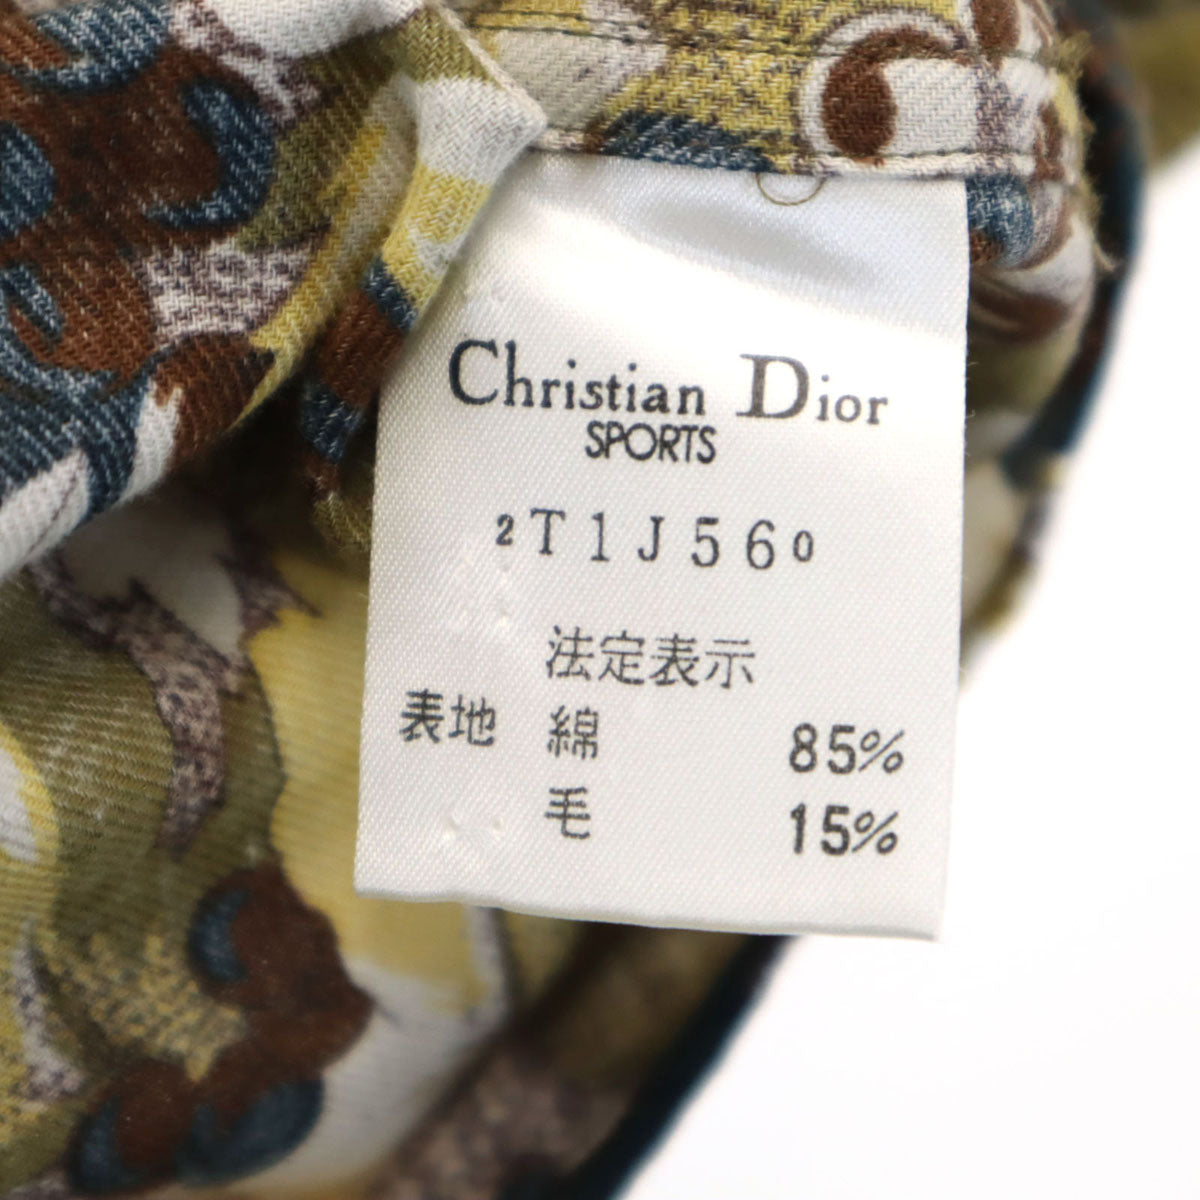 Christian Dior
SPORTS
2T1J560
法定表示
表地 綿 85%
毛 15%